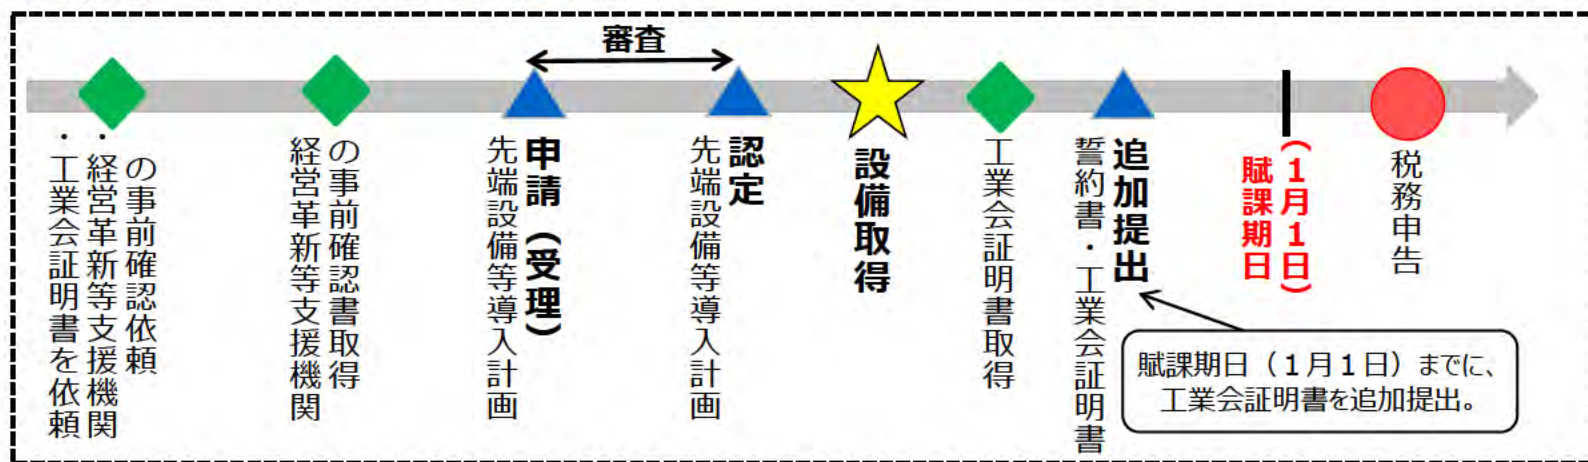 審査
・経営革新等支援機関
の事前確認依頼
・工業会証明書を依頼
経営革新等支援機関
の事前確認書取得
先端設備等導入計画
申請（受理）
先端設備等導入計画
認定
設備取得
工業会証明書取得
誓約書・工業会証明書
追加提出
賦課期日
（1月1日）
税務申告
賦課期日（1月1日）までに、
工業会証明書を追加提出。